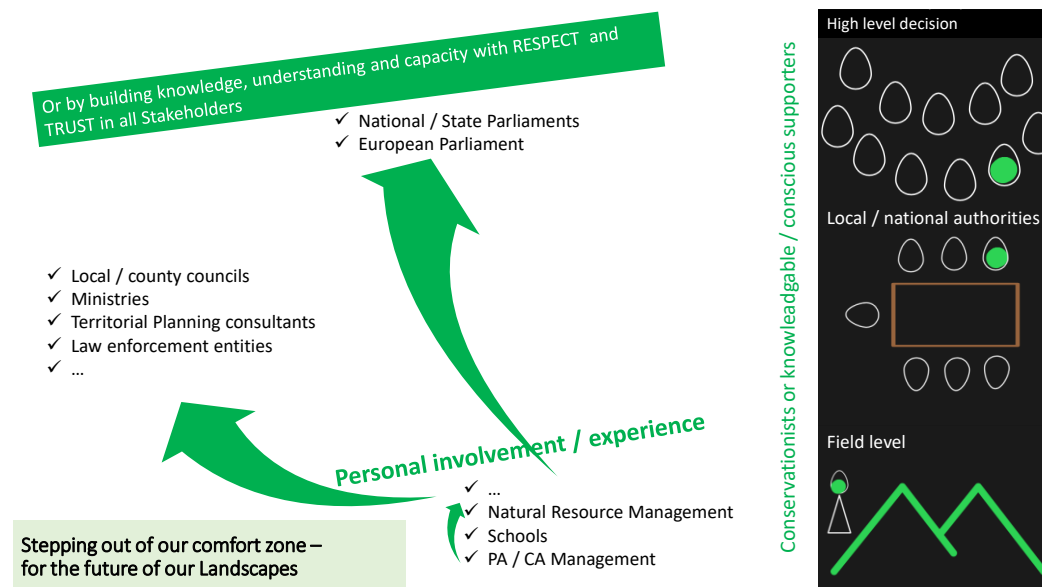 Or by building knowledge, understanding and capacity with RESPECT and
TRUST in all Stakeholders
✓ National / State Parliaments
✓ European Parliament
✓ Local / county councils
✓ Ministries
✓ Territorial Planning consultants
✓ Law enforcement entities
✓ ...
Personal involvement / experience
✓ ...
✓ Natural Resource Management
✓ Schools
✓ PA / CA Management
Stepping out of our comfort zone –
for the future of our Landscapes
Conservationists or knowleadgable / conscious supporters
High level decision
Local / national authorities
Field level